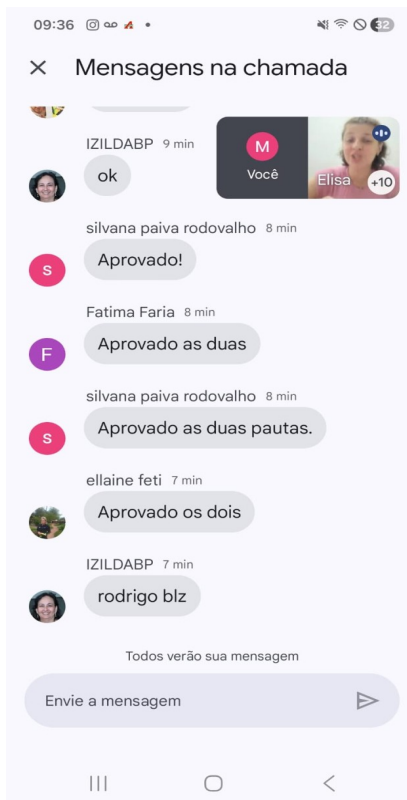 09:36
32
Mensagens na chamada
IZILDABP 9 min
ok
M
Você
Elisa
+10
silvana paiva rodovalho 8 min
S
Aprovado!
Fatima Faria 8 min
F
Aprovado as duas
silvana paiva rodovalho 8 min
S
Aprovado as duas pautas.
ellaine feti 7 min
Aprovado os dois
IZILDABP 7 min
rodrigo blz
Todos verão sua mensagem
Envie a mensagem